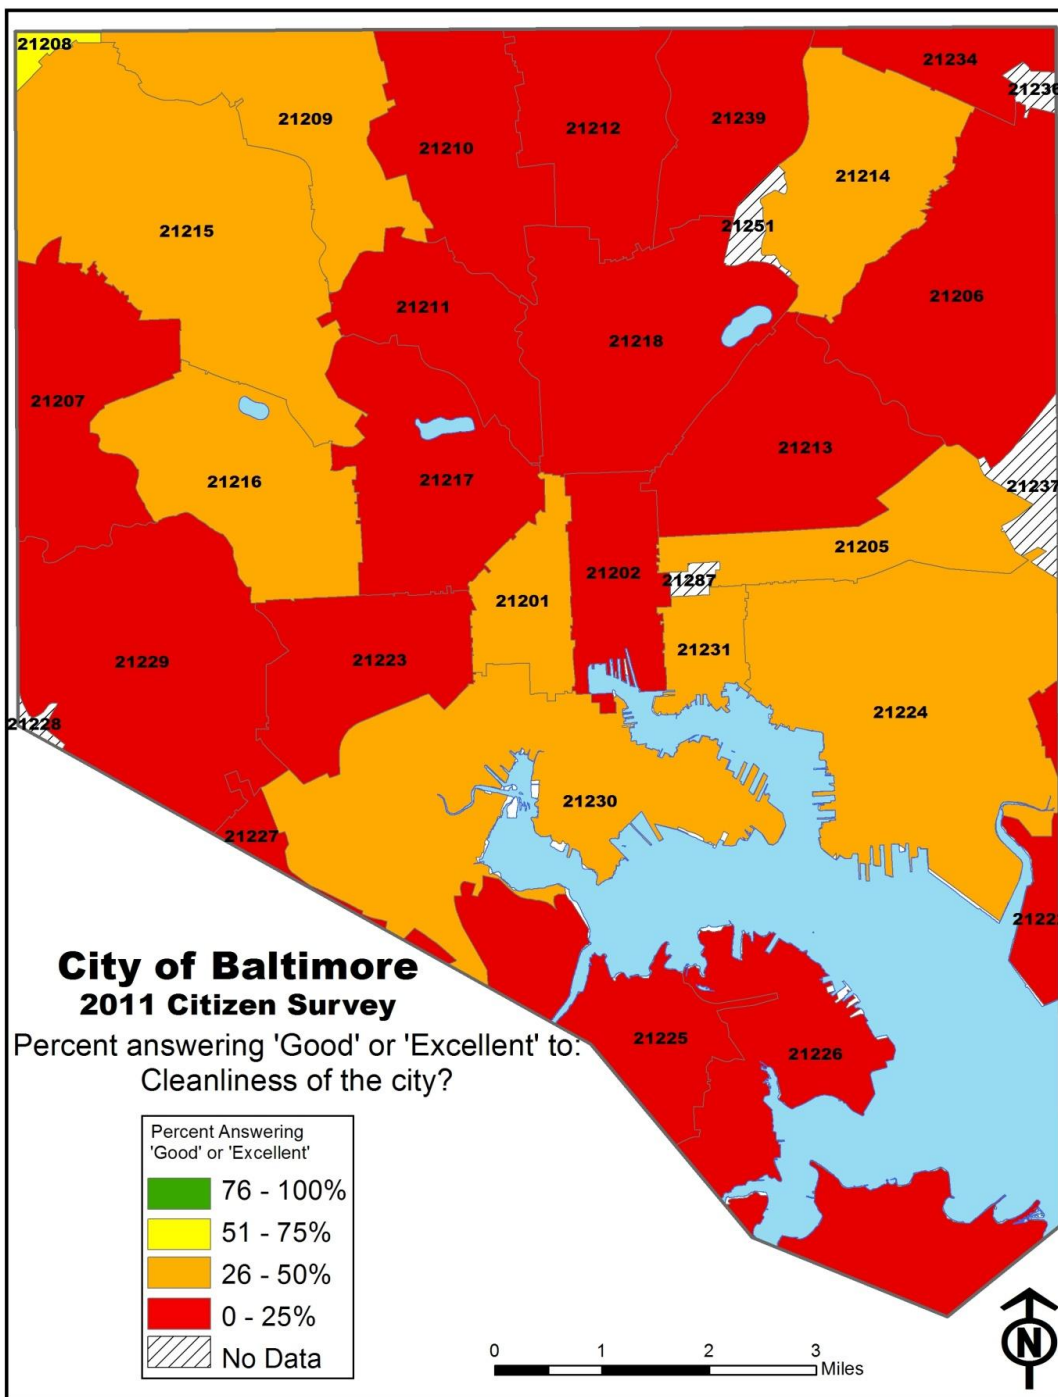 21208
21234
21236
21209
21210
21212
21239
21214
21215
21251
21206
21211
21218
21207
21216
21217
21213
21237
21205
21202
21287
21201
21231
21229
21223
21228
21224
21230
21227
2122
City of Baltimore
2011 Citizen Survey
Percent answering 'Good' or 'Excellent' to:
Cleanliness of the city?
21225
21226
Percent Answering
'Good' or 'Excellent'
76 - 100%
51 - 75%
26 - 50%
0 - 25%
No Data
0 1 2 3
Miles
N